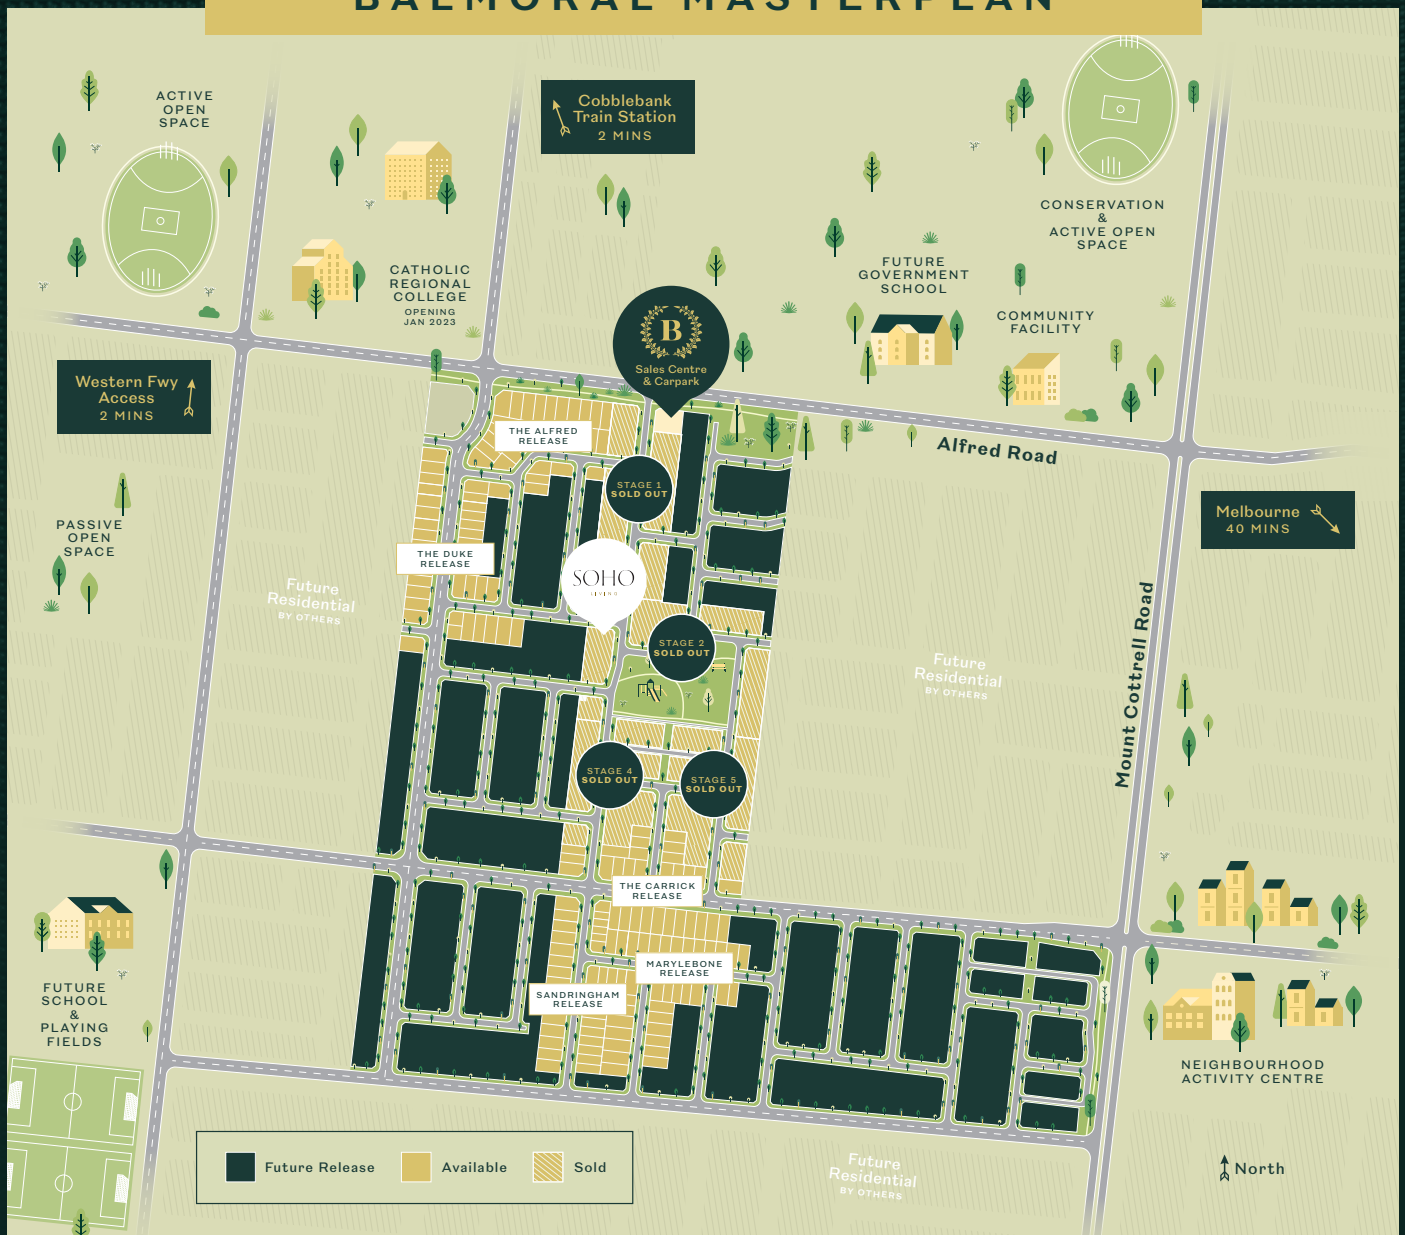 BALMORAL MASTERPLAN
ACTIVE
OPEN
SPACE
Cobblebank
Train Station
2 MINS
CONSERVATION
&
ACTIVE OPEN
SPACE
CATHOLIC
REGIONAL
COLLEGE
OPENING
JAN 2023
FUTURE
GOVERNMENT
SCHOOL
COMMUNITY
FACILITY
B
Sales Centre
& Carpark
Western Fwy
Access
2 MINS
THE ALFRED
RELEASE
Alfred Road
STAGE 1
SOLD OUT
Melbourne
40 MINS
PASSIVE
OPEN
SPACE
THE DUKE
RELEASE
SOHO
LIVING
Future
Residential
BY OTHERS
STAGE 2
SOLD OUT
Future
Residential
BY OTHERS
Mount Cottrell Road
STAGE 4
SOLD OUT
STAGE 5
SOLD OUT
THE CARRICK
RELEASE
MARYLEBONE
RELEASE
SANDRINGHAM
RELEASE
FUTURE
SCHOOL
&
PLAYING
FIELDS
NEIGHBOURHOOD
ACTIVITY CENTRE
Future Release
Available
Sold
Future
Residential
BY OTHERS
North